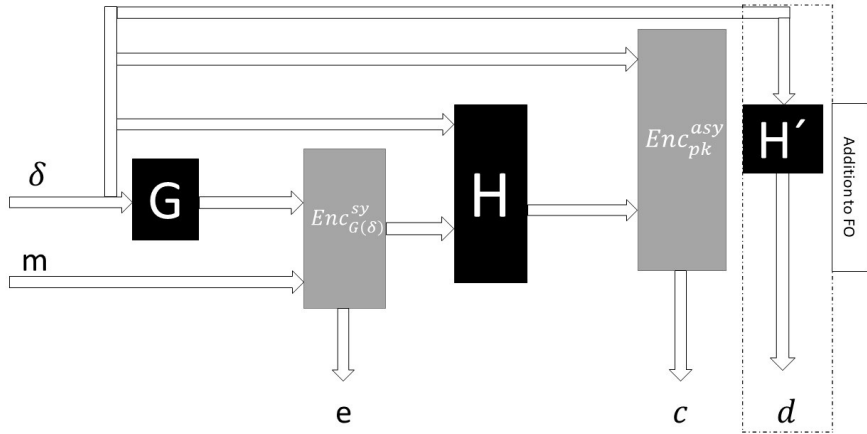 δ
G
m
Enc^{sy}_{G(δ)}
H
Enc^{asy}_{pk}
H´
Addition to FO
e
c
d